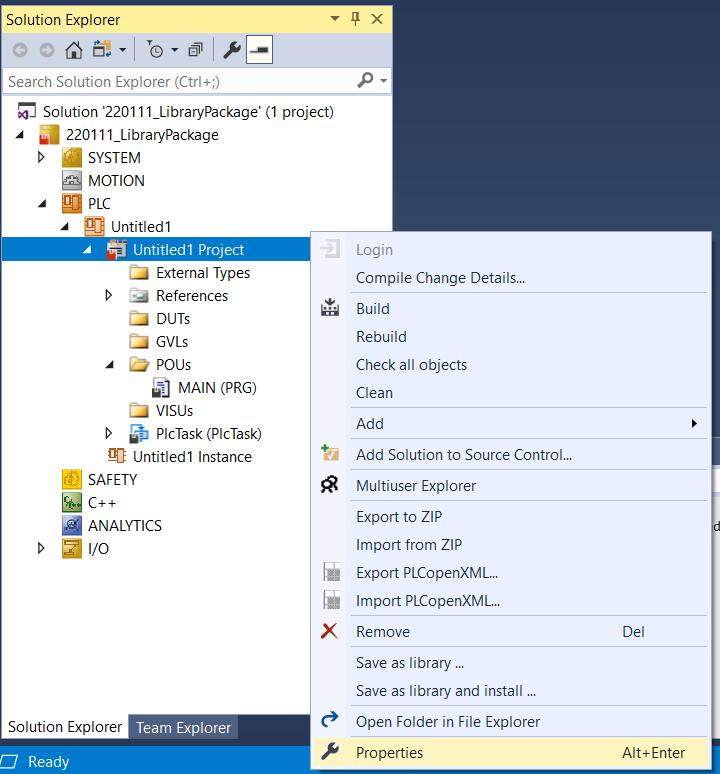 Solution Explorer
Search Solution Explorer (Ctrl+;)
Solution '220111_LibraryPackage' (1 project)
220111_LibraryPackage
SYSTEM
MOTION
PLC
Untitled1
Untitled1 Project
External Types
References
DUTs
GVLs
POUs
MAIN (PRG)
VISUs
PlcTask (PlcTask)
Untitled1 Instance
SAFETY
C++
ANALYTICS
I/O
Solution Explorer
Team Explorer
Ready
Login
Compile Change Details...
Build
Rebuild
Check all objects
Clean
Add
Add Solution to Source Control...
Multiuser Explorer
Export to ZIP
Import from ZIP
Export PLCopenXML...
Import PLCopenXML...
Remove Del
Save as library ...
Save as library and install ...
Open Folder in File Explorer
Properties Alt+Enter